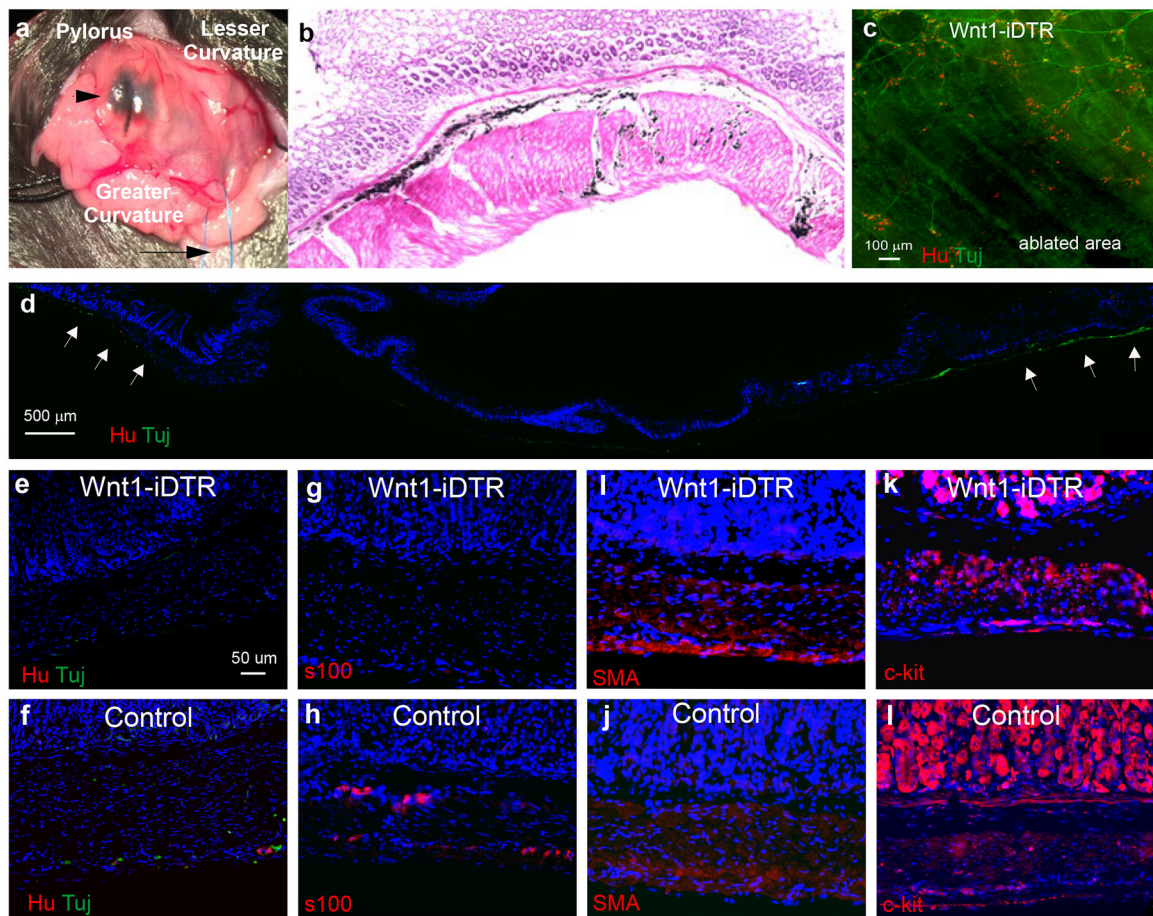 a
Pylorus
Lesser
Curvature
Greater
Curvature
b
c
Wnt1-iDTR
100 μm
Hu Tuj
ablated area
d
500 μm
Hu Tuj
e
Wnt1-iDTR
Hu Tuj
50 um
g
Wnt1-iDTR
s100
I
Wnt1-iDTR
SMA
k
Wnt1-iDTR
c-kit
f
Control
Hu Tuj
h
Control
s100
j
Control
SMA
l
Control
c-kit